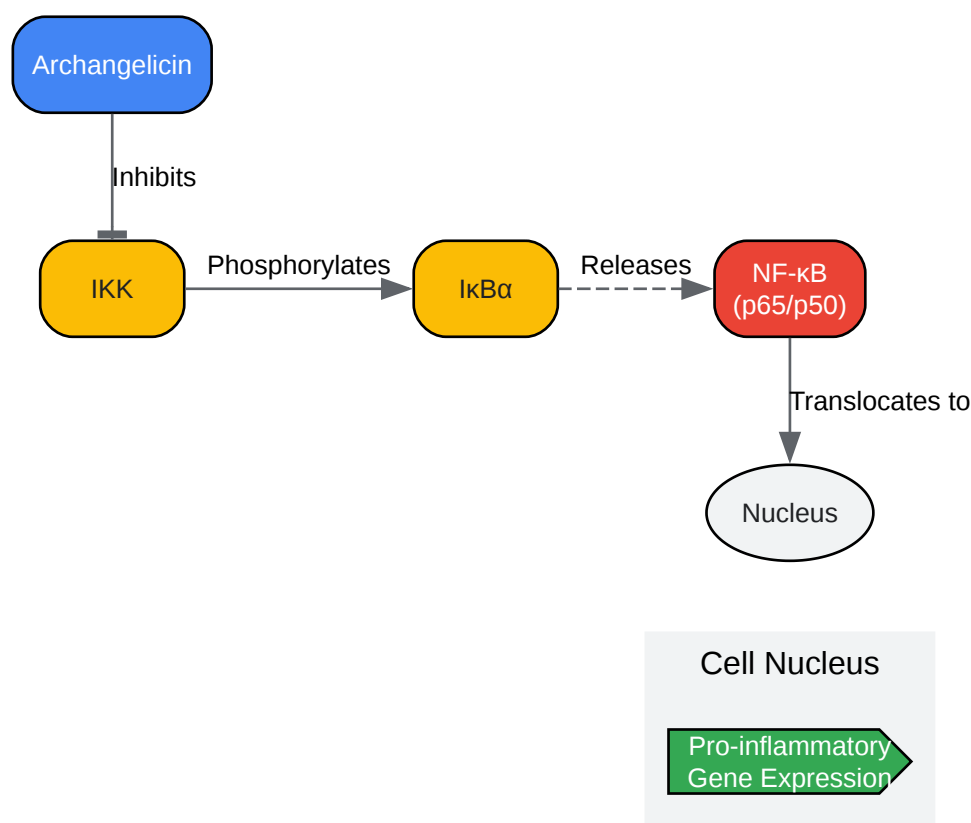 Archangelicin
Inhibits
IKK
Phosphorylates
IκBα
Releases
NF-κB
(p65/p50)
Translocates to
Nucleus
Cell Nucleus
Pro-inflammatory
Gene Expression